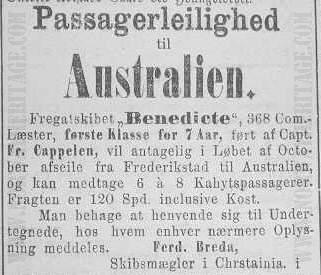 Passagerleilighed
til
Australien.
Fregatskibet „Benedicte“, 368 Com.-
Læster, første Klasse for 7 Aar, ført af Capt.
Fr. Cappelen, vil antagelig i Løbet af Octo-
ber afseile fra Frederikstad til Australien,
og kan medtage 6 à 8 Kahytspassagerer.
Fragten er 120 Spd. inclusive Kost.
Man behage at henvende sig til Under-
tegnede, hos hvem enhver nærmere Oplys-
ning meddeles. Ferd. Breda,
Skibsmægler i Chrstainia. i